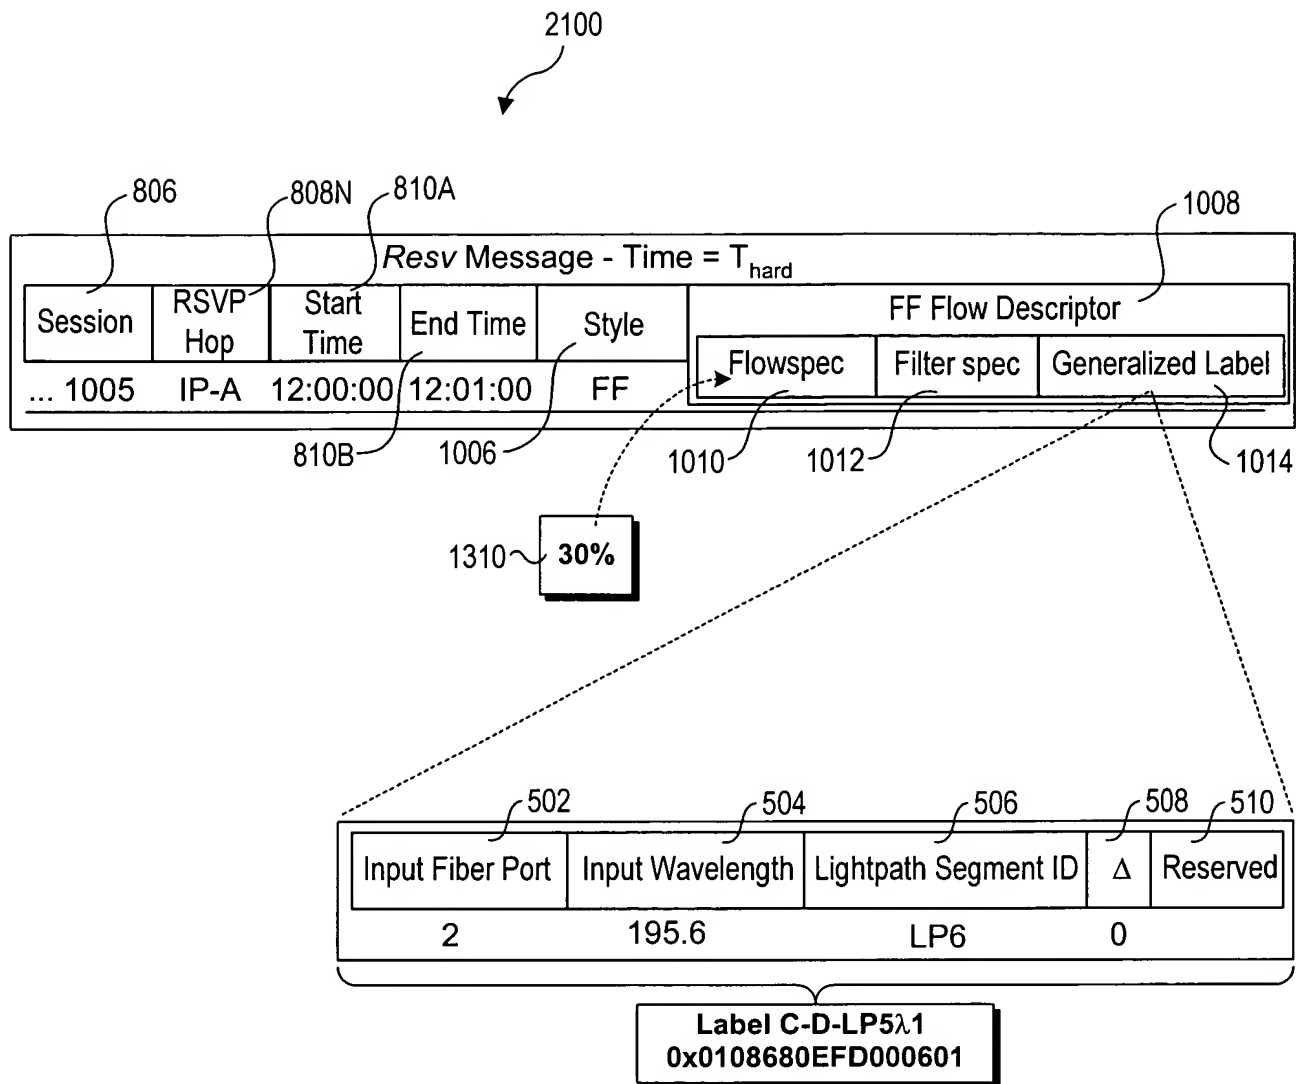 2100
806
808N
810A
1008
Resv Message - Time = T_hard
Session
RSVP Hop
Start Time
End Time
Style
FF Flow Descriptor
Flowspec
Filter spec
Generalized Label
... 1005
IP-A
12:00:00
12:01:00
FF
810B
1006
1010
1012
1014
1310
30%
502
504
506
508
510
Input Fiber Port
Input Wavelength
Lightpath Segment ID
Δ
Reserved
2
195.6
LP6
0
Label C-D-LP5λ1
0x0108680EFD000601